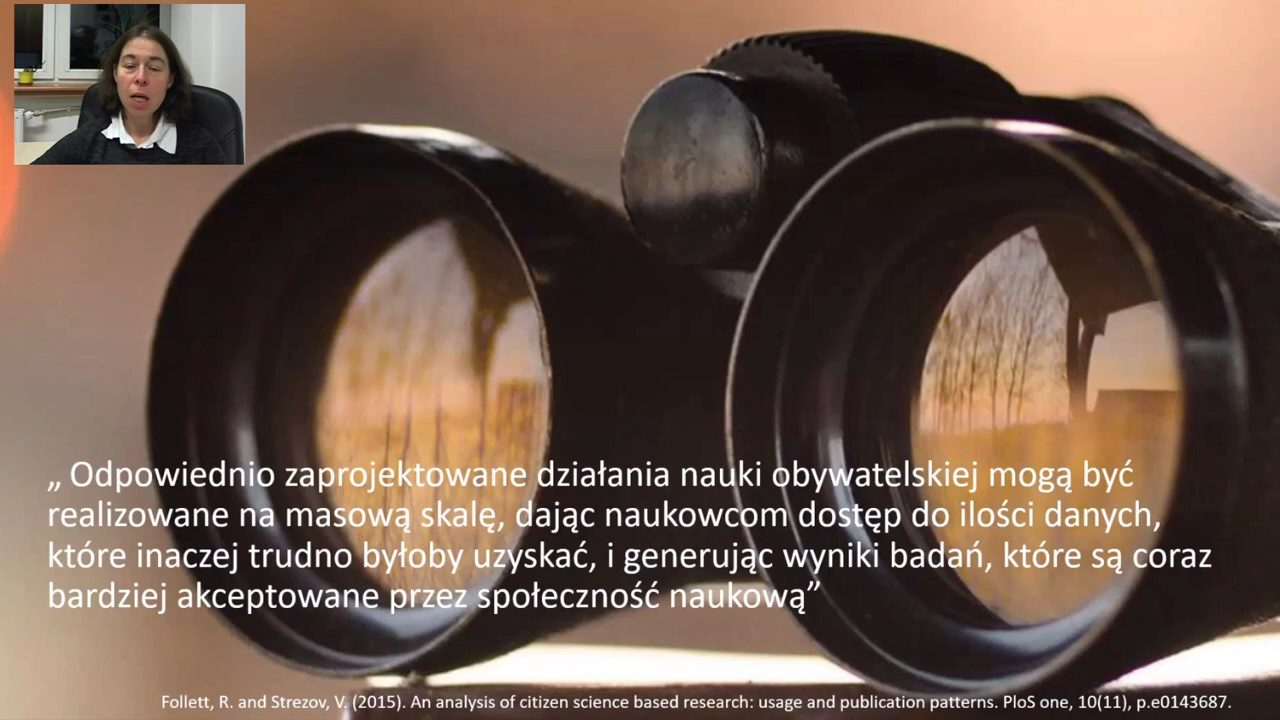 „ Odpowiednio zaprojektowane działania nauki obywatelskiej mogą być
realizowane na masową skalę, dając naukowcom dostęp do ilości danych,
które inaczej trudno byłoby uzyskać, i generując wyniki badań, które są coraz
bardziej akceptowane przez społeczność naukową”
Follett, R. and Strezov, V. (2015). An analysis of citizen science based research: usage and publication patterns. PloS one, 10(11), p.e0143687.